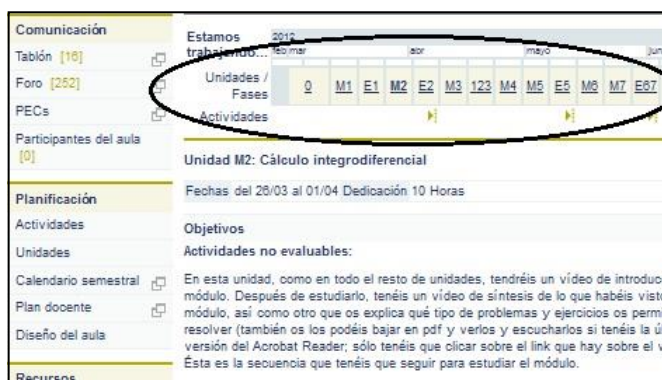 Comunicación
Tablón [16]
Foro [252]
PECs
Participantes del aula
[0]
Planificación
Actividades
Unidades
Calendario semestral
Plan docente
Diseño del aula
Recursos
Estamos
trabajando...
2012
feb mar abr mayo jun
Unidades /
Fases
0 M1 E1 M2 E2 M3 123 M4 M5 E5 M6 M7 E67
Actividades
Unidad M2: Cálculo integrodiferencial
Fechas del 26/03 al 01/04 Dedicación 10 Horas
Objetivos
Actividades no evaluables:
En esta unidad, como en todo el resto de unidades, tendréis un vídeo de introduc
módulo. Después de estudiarlo, tenéis un vídeo de síntesis de lo que habéis visto
módulo, así como otro que os explica qué tipo de problemas y ejercicios os permi
resolver (también os los podéis bajar en pdf y verlos y escucharlos si tenéis la úl
versión del Acrobat Reader; sólo tenéis que clicar sobre el link que hay sobre el v
Ésta es la secuencia que tenéis que seguir para estudiar el módulo.